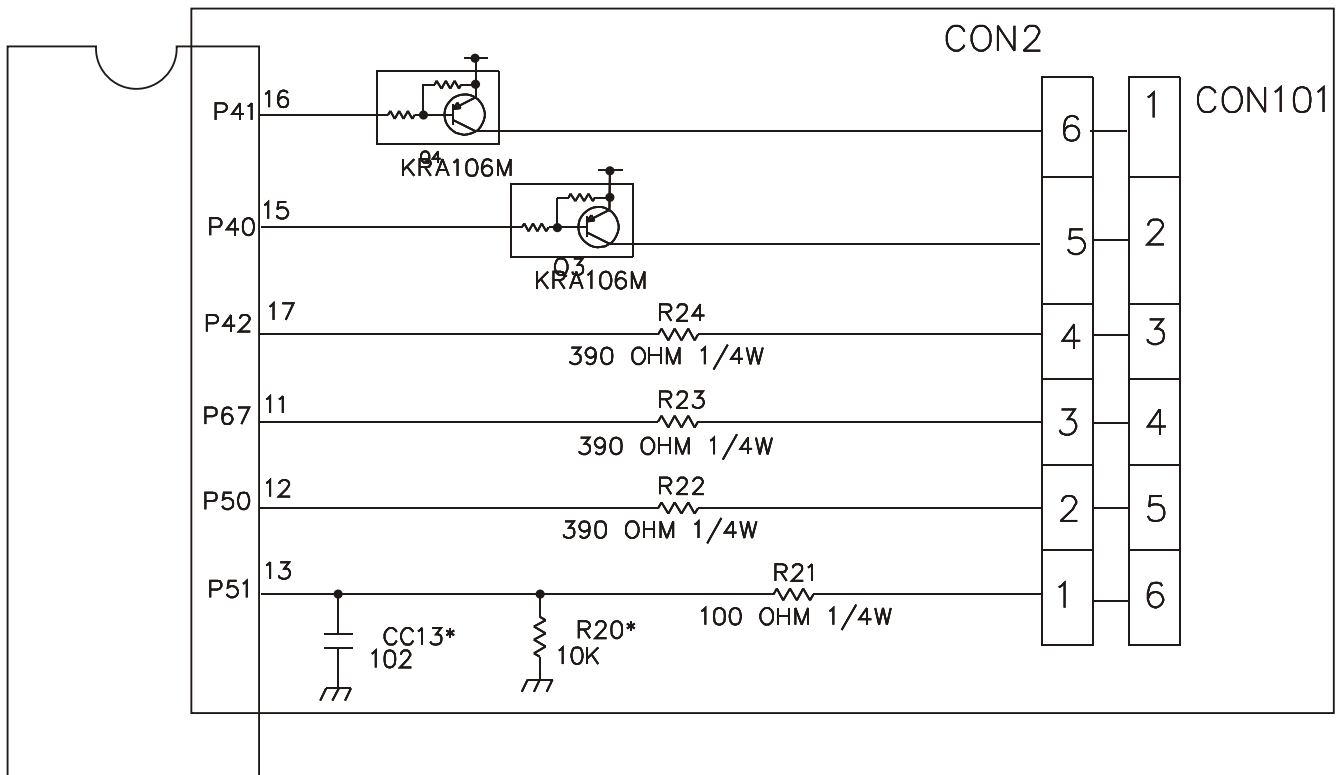 CON2
CON101
P41 16
Q4
KRA106M
6 1
P40 15
Q3
KRA106M
5 2
P42 17
R24
390 OHM 1/4W
4 3
P67 11
R23
390 OHM 1/4W
3 4
P50 12
R22
390 OHM 1/4W
2 5
P51 13
R21
100 OHM 1/4W
1 6
CC13*
102
R20*
10K